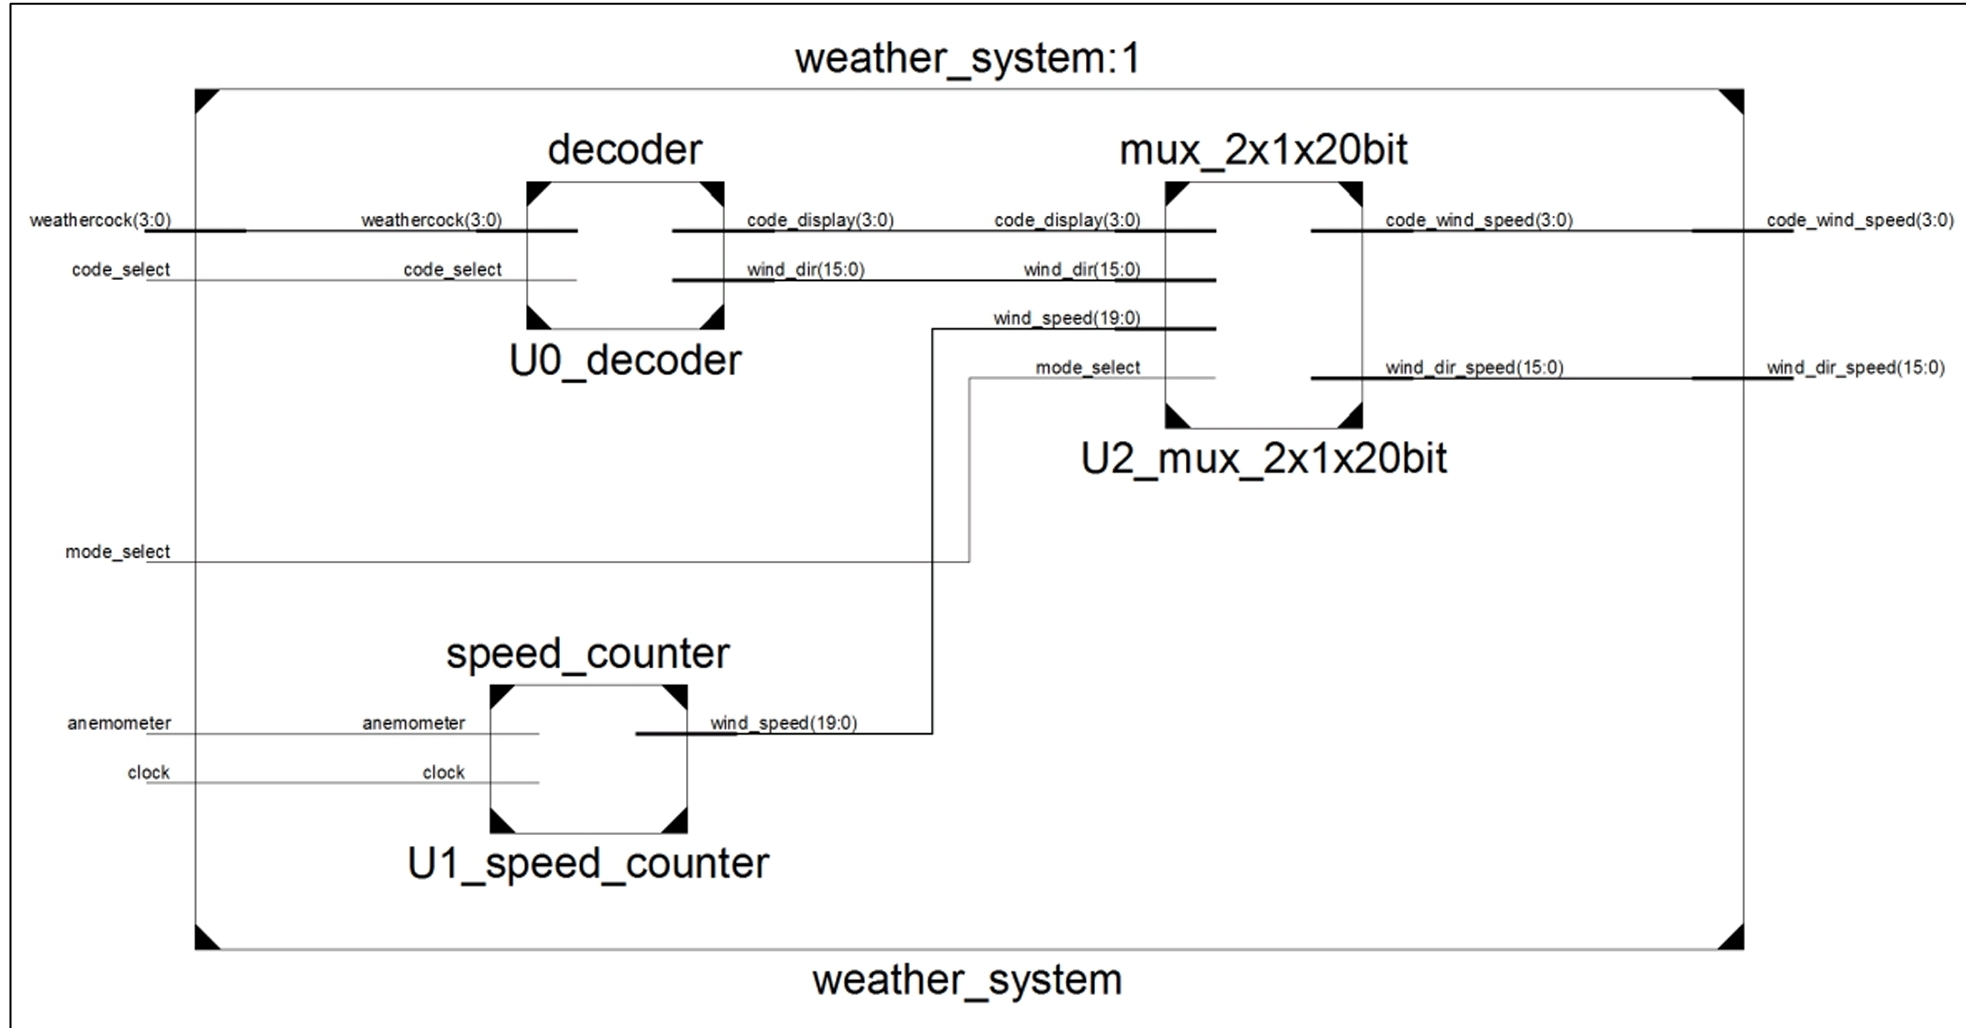 weather_system:1
decoder
mux_2x1x20bit
weathercock(3:0) weathercock(3:0) code_display(3:0) code_display(3:0) code_wind_speed(3:0) code_wind_speed(3:0)
code_select code_select wind_dir(15:0) wind_dir(15:0)
wind_speed(19:0)
U0_decoder
mode_select wind_dir_speed(15:0) wind_dir_speed(15:0)
U2_mux_2x1x20bit
mode_select
speed_counter
anemometer anemometer wind_speed(19:0)
clock clock
U1_speed_counter
weather_system